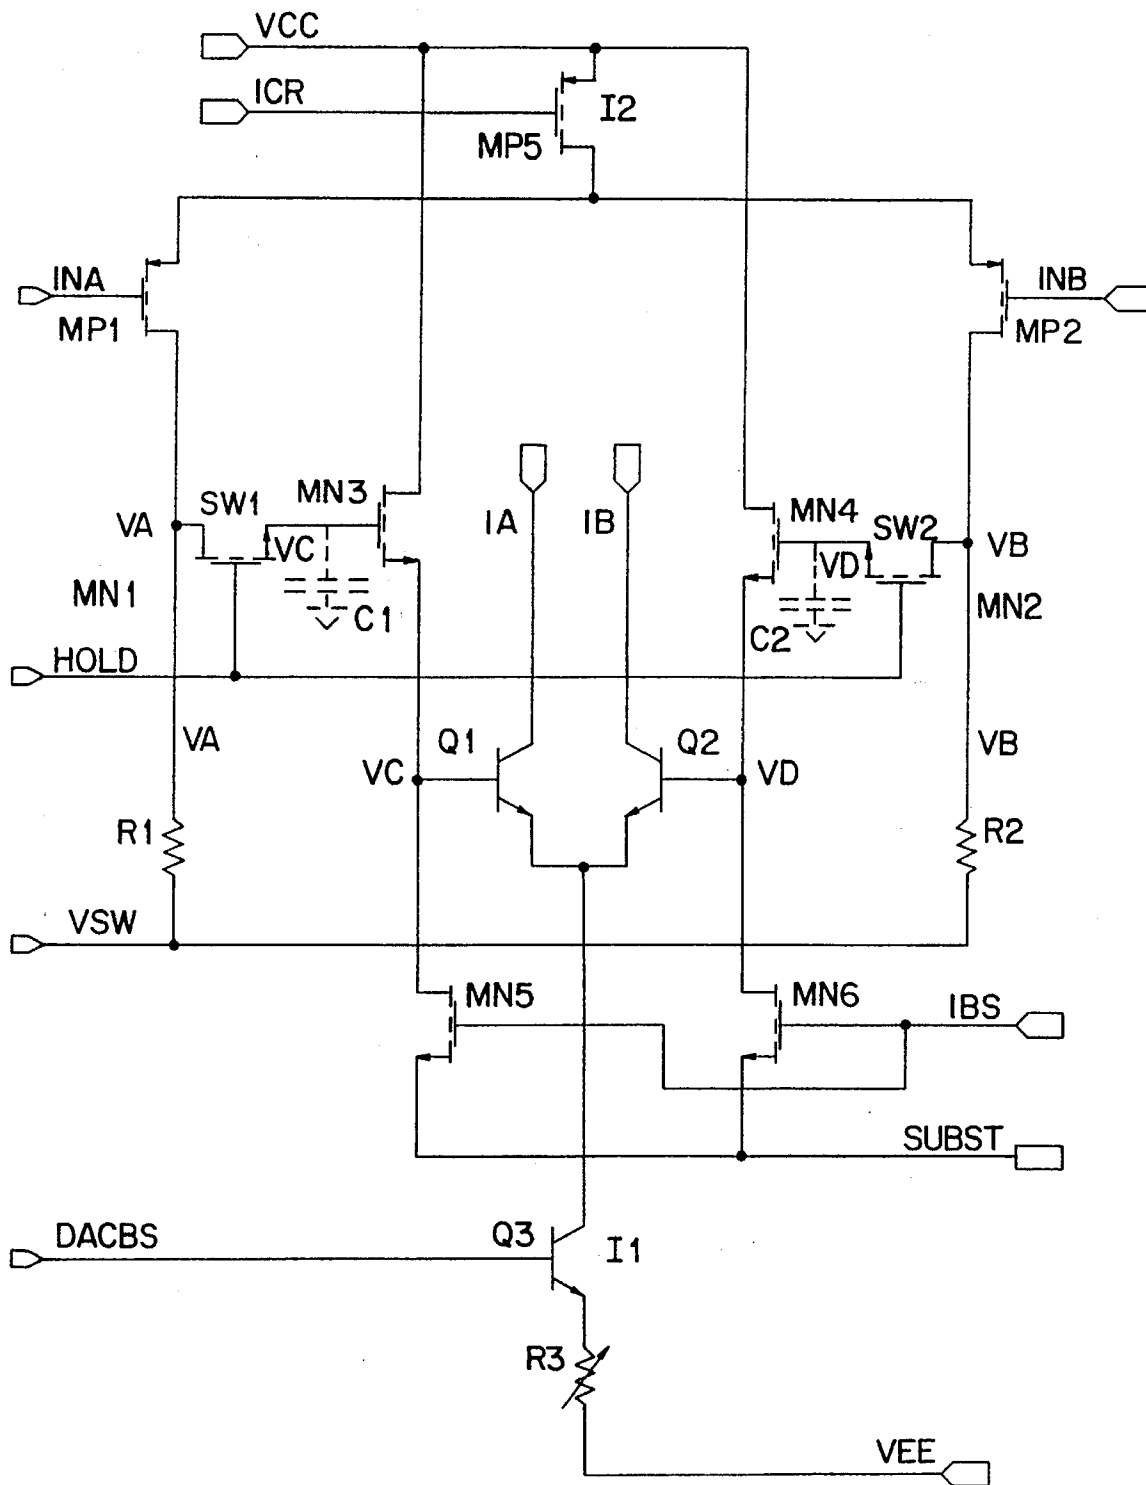 VCC
ICR
I2
MP5
INA
INB
MP1
MP2
MN3
SW1
VA
VC
IA
IB
MN4
SW2
VD
VB
MN1
C1
C2
MN2
HOLD
VA
Q1
Q2
VB
VC
VD
R1
R2
VSW
MN5
MN6
IBS
SUBST
DACBS
Q3
I1
R3
VEE